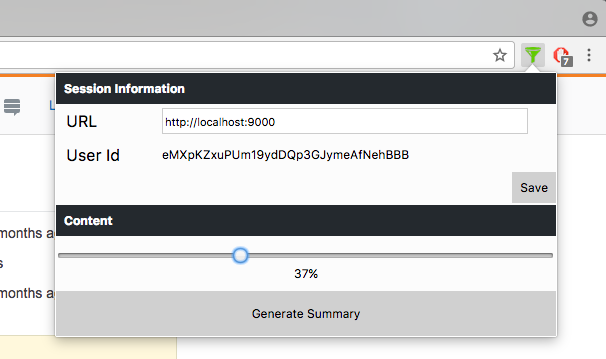 7
Session Information
URL
http://localhost:9000
User Id
eMXpKZxuPUm19ydDQp3GJymeAfNehBBB
Save
Content
37%
Generate Summary
L
months a
s
months a